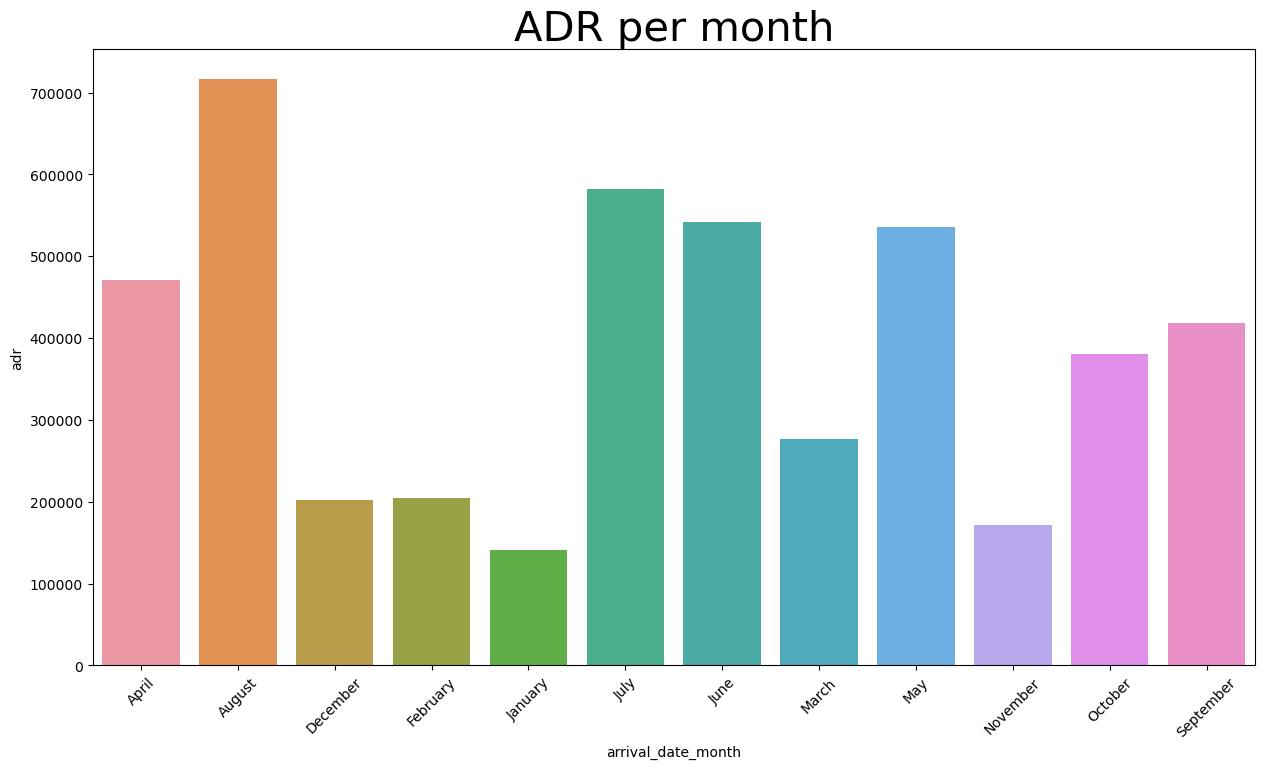 ADR per month
700000
600000
500000
400000
300000
200000
100000
0
adr
April
August
December
February
January
July
June
March
May
November
October
September
arrival_date_month